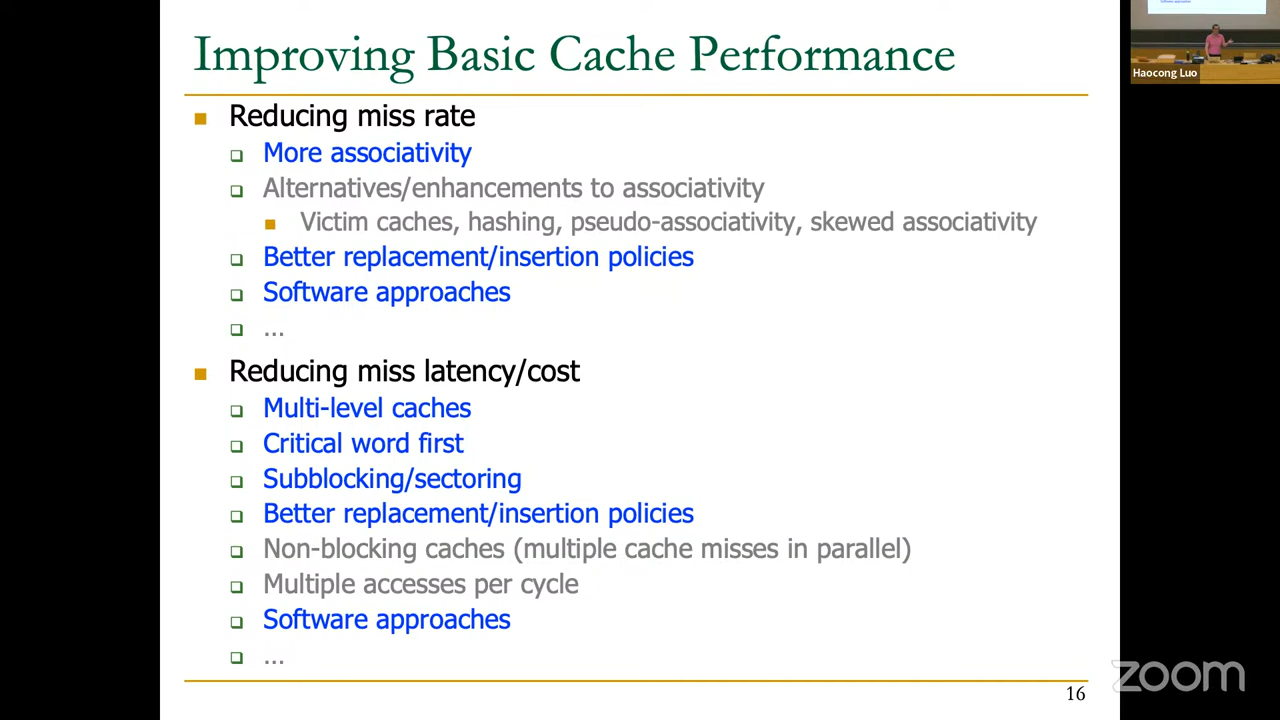 Improving Basic Cache Performance
Reducing miss rate
More associativity
Alternatives/enhancements to associativity
Victim caches, hashing, pseudo-associativity, skewed associativity
Better replacement/insertion policies
Software approaches
...
Reducing miss latency/cost
Multi-level caches
Critical word first
Subblocking/sectoring
Better replacement/insertion policies
Non-blocking caches (multiple cache misses in parallel)
Multiple accesses per cycle
Software approaches
...
16
Software approaches
Haocong Luo
zoom